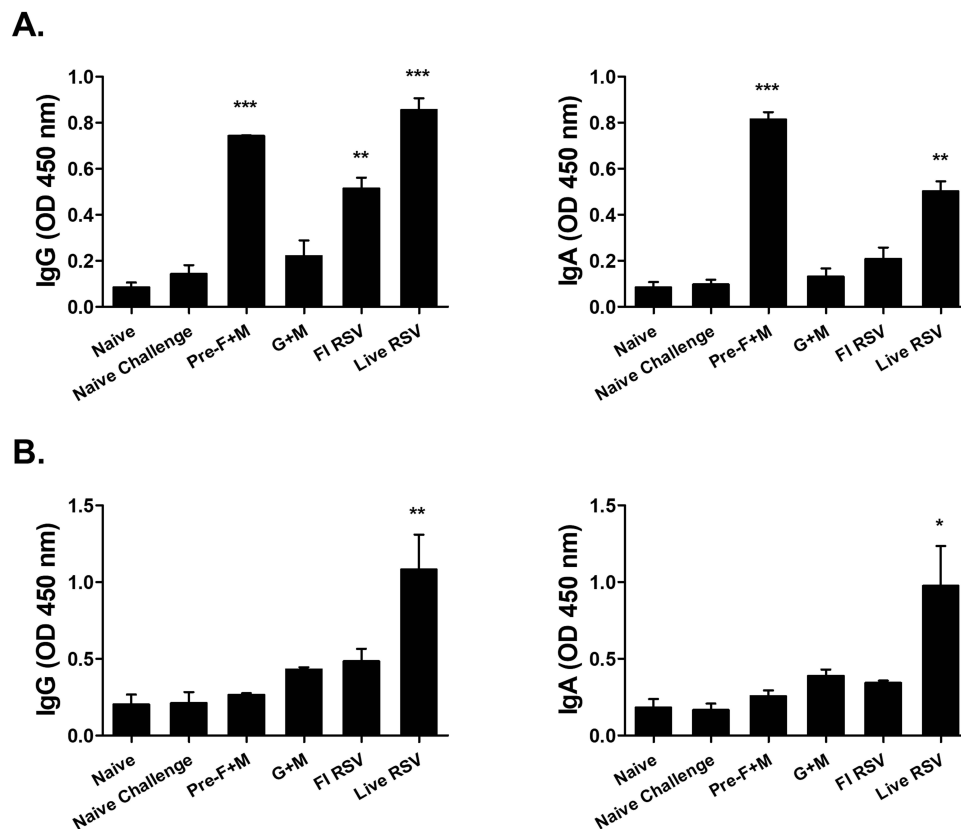 A.
IgG (OD 450 nm)
1.0
0.8
0.6
0.4
0.2
0.0
***
**
***
Naive
Naive Challenge
Pre-F+M
G+M
FI RSV
Live RSV
IgA (OD 450 nm)
1.0
0.8
0.6
0.4
0.2
0.0
***
**
Naive
Naive Challenge
Pre-F+M
G+M
FI RSV
Live RSV
B.
IgG (OD 450 nm)
1.5
1.0
0.5
0.0
**
Naive
Naive Challenge
Pre-F+M
G+M
FI RSV
Live RSV
IgA (OD 450 nm)
1.5
1.0
0.5
0.0
*
Naive
Naive Challenge
Pre-F+M
G+M
FI RSV
Live RSV